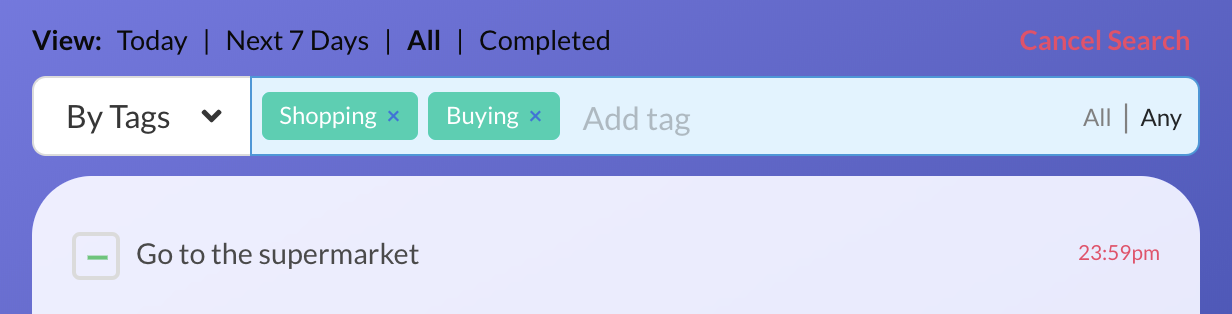 View: Today | Next 7 Days | All | Completed Cancel Search
By Tags Shopping × Buying × Add tag All | Any
Go to the supermarket 23:59pm